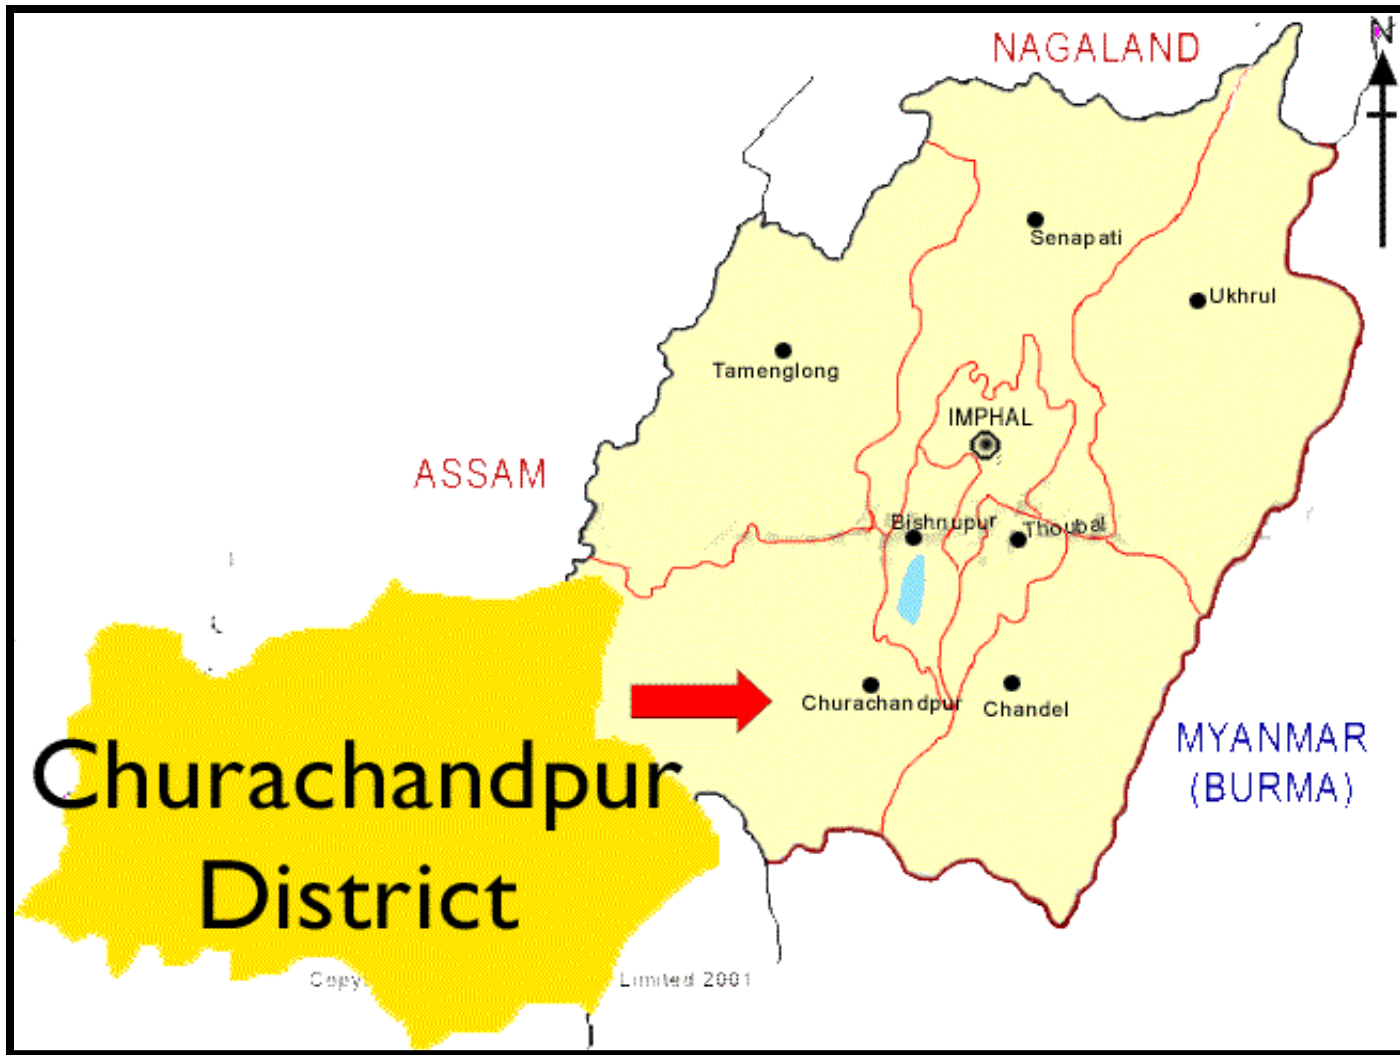 N
NAGALAND
Senapati
Ukhrul
Tamenglong
IMPHAL
ASSAM
Bishnupur
Thoubal
Churachandpur
Chandel
MYANMAR
(BURMA)
Churachandpur
District
Limited 2001